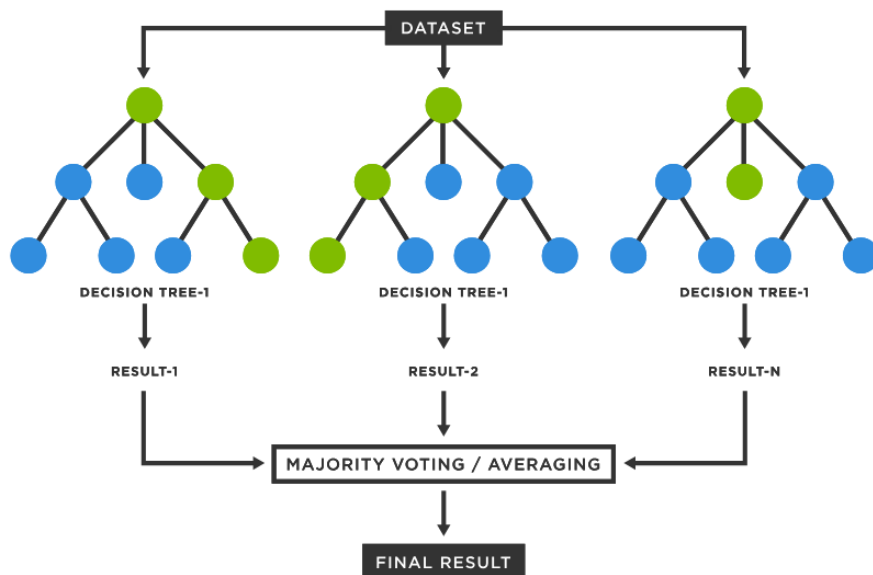 DATASET
DECISION TREE-1
DECISION TREE-1
DECISION TREE-1
RESULT-1
RESULT-2
RESULT-N
MAJORITY VOTING / AVERAGING
FINAL RESULT